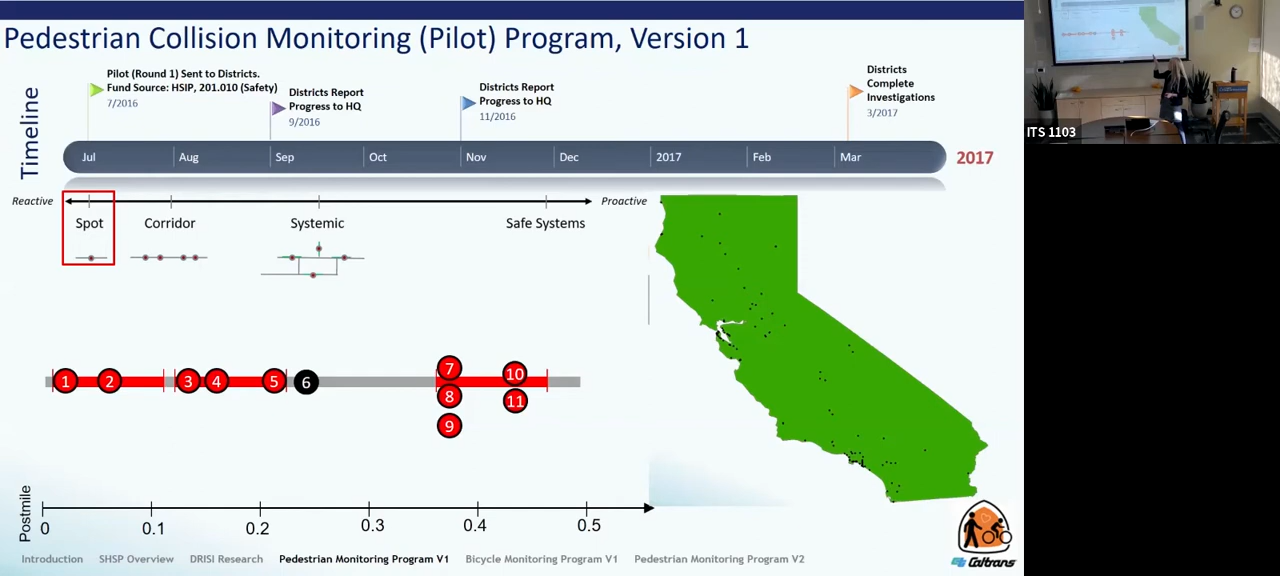 Pedestrian Collision Monitoring (Pilot) Program, Version 1
Timeline
Pilot (Round 1) Sent to Districts.
Fund Source: HSIP, 201.010 (Safety)
7/2016
Districts Report
Progress to HQ
9/2016
Districts Report
Progress to HQ
11/2016
Districts
Complete
Investigations
3/2017
Jul Aug Sep Oct Nov Dec 2017 Feb Mar
2017
Reactive
Proactive
Spot Corridor Systemic Safe Systems
1 2 3 4 5 6 7 10
8 11
9
Postmile
0 0.1 0.2 0.3 0.4 0.5
Introduction SHSP Overview DRISI Research Pedestrian Monitoring Program V1 Bicycle Monitoring Program V1 Pedestrian Monitoring Program V2
Caltrans
ITS 1103